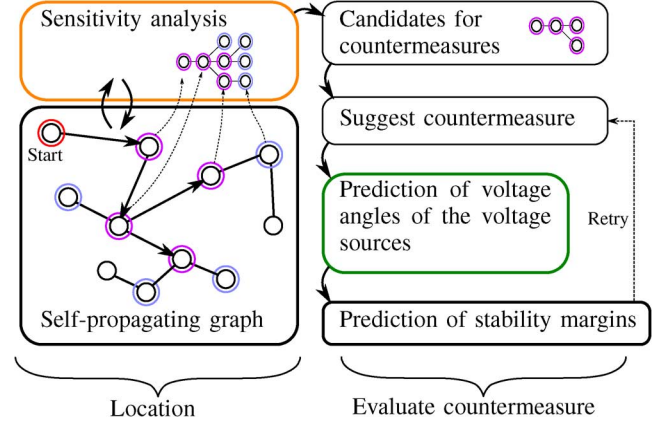 Sensitivity analysis
Start
Self-propagating graph
Location
Candidates for
countermeasures
Suggest countermeasure
Prediction of voltage
angles of the voltage
sources
Retry
Prediction of stability margins
Evaluate countermeasure